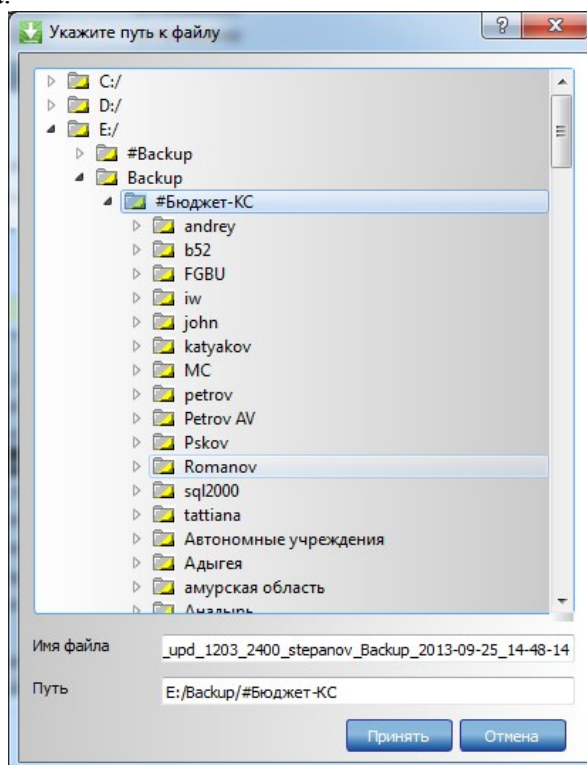 Укажите путь к файлу
C:/
D:/
E:/
#Backup
Backup
#Бюджет-КС
andrey
b52
FGBU
iw
john
katyakov
MC
petrov
Petrov AV
Pskov
Romanov
sql2000
tattiana
Автономные учреждения
Адыгея
амурская область
Анадырь
Имя файла
_upd_1203_2400_stepanov_Backup_2013-09-25_14-48-14
Путь
E:/Backup/#Бюджет-КС
Принять Отмена